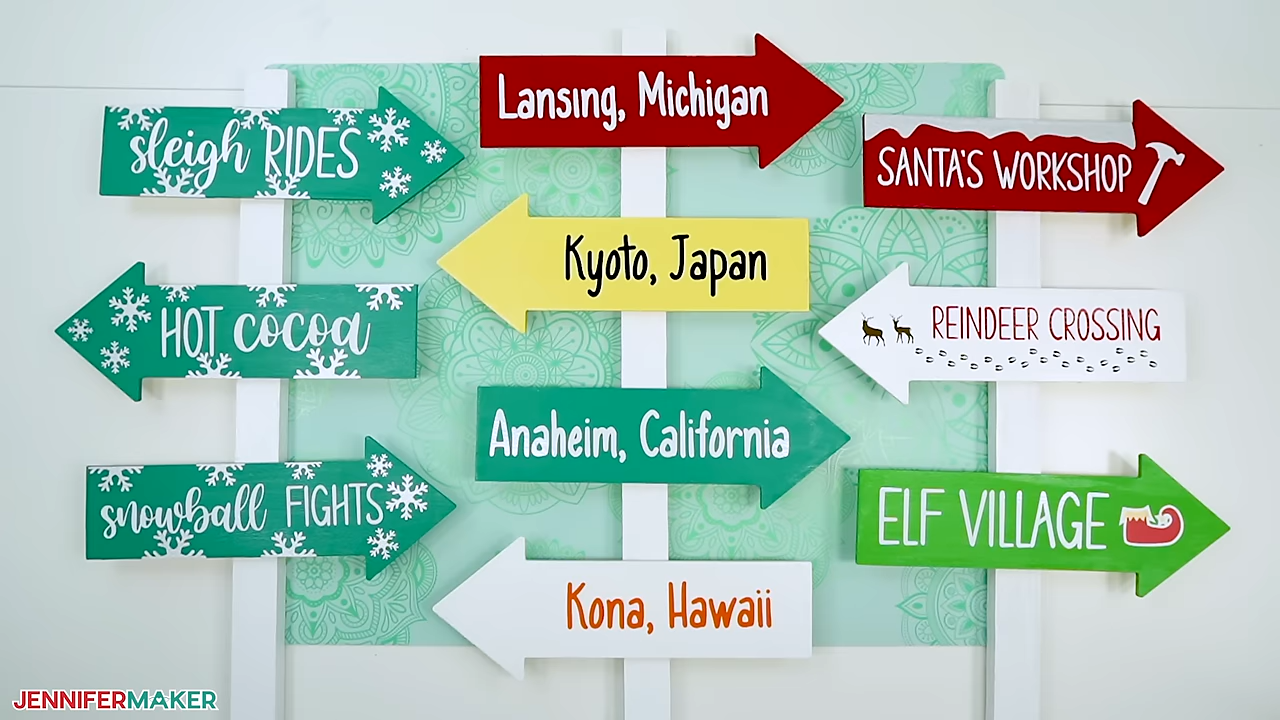 sleigh RIDES
HOT cocoa
snowball FIGHTS
Lansing, Michigan
Kyoto, Japan
Anaheim, California
Kona, Hawaii
SANTA'S WORKSHOP
REINDEER CROSSING
ELF VILLAGE
JENNIFERMAKER